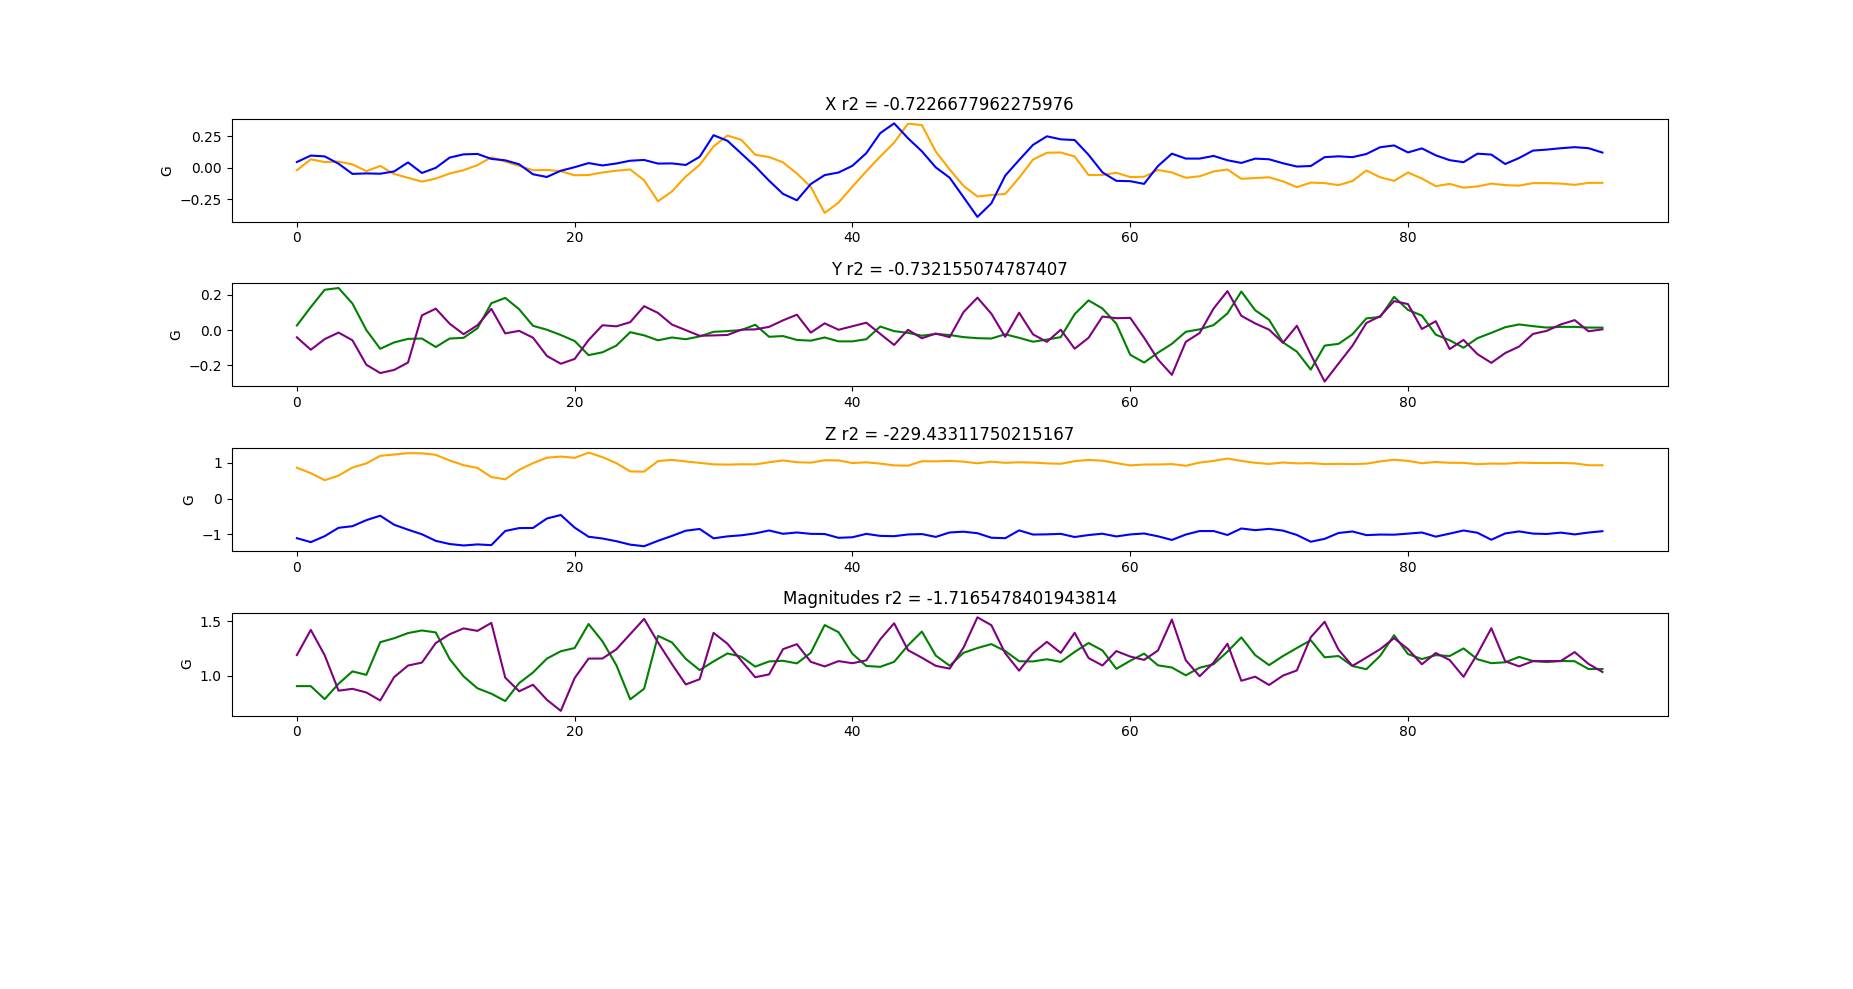 X r2 = -0.7226677962275976
G
0.25
0.00
−0.25
0 20 40 60 80
Y r2 = -0.732155074787407
G
0.2
0.0
−0.2
0 20 40 60 80
Z r2 = -229.43311750215167
G
1
0
−1
0 20 40 60 80
Magnitudes r2 = -1.7165478401943814
G
1.5
1.0
0 20 40 60 80